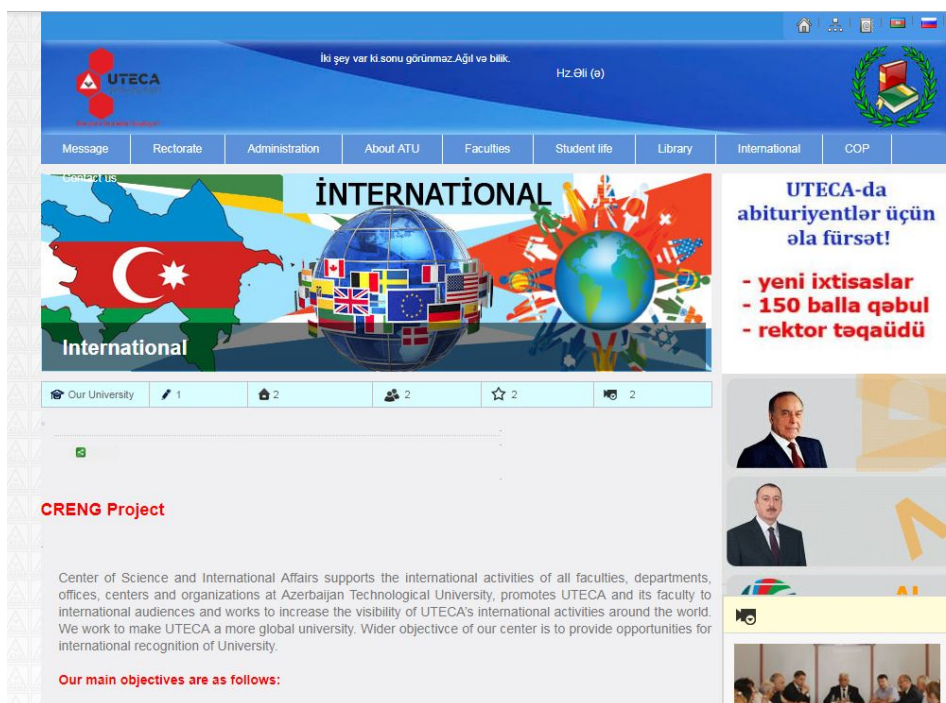 İki şey var ki.sonu görünməz.Ağıl və bilik.
Hz.Əli (ə)
UTECA
Message Rectorate Administration About ATU Faculties Student life Library International COP
Contact us
İNTERNATİONAL
International
UTECA-da
abituriyentlər üçün
əla fürsət!
- yeni ixtisaslar
- 150 balla qəbul
- rektor təqaüdü
Our University 1 2 2 2 2
CRENG Project
Center of Science and International Affairs supports the international activities of all faculties, departments,
offices, centers and organizations at Azerbaijan Technological University, promotes UTECA and its faculty to
international audiences and works to increase the visibility of UTECA's international activities around the world.
We work to make UTECA a more global university. Wider objectivce of our center is to provide opportunities for
international recognition of University.
Our main objectives are as follows: